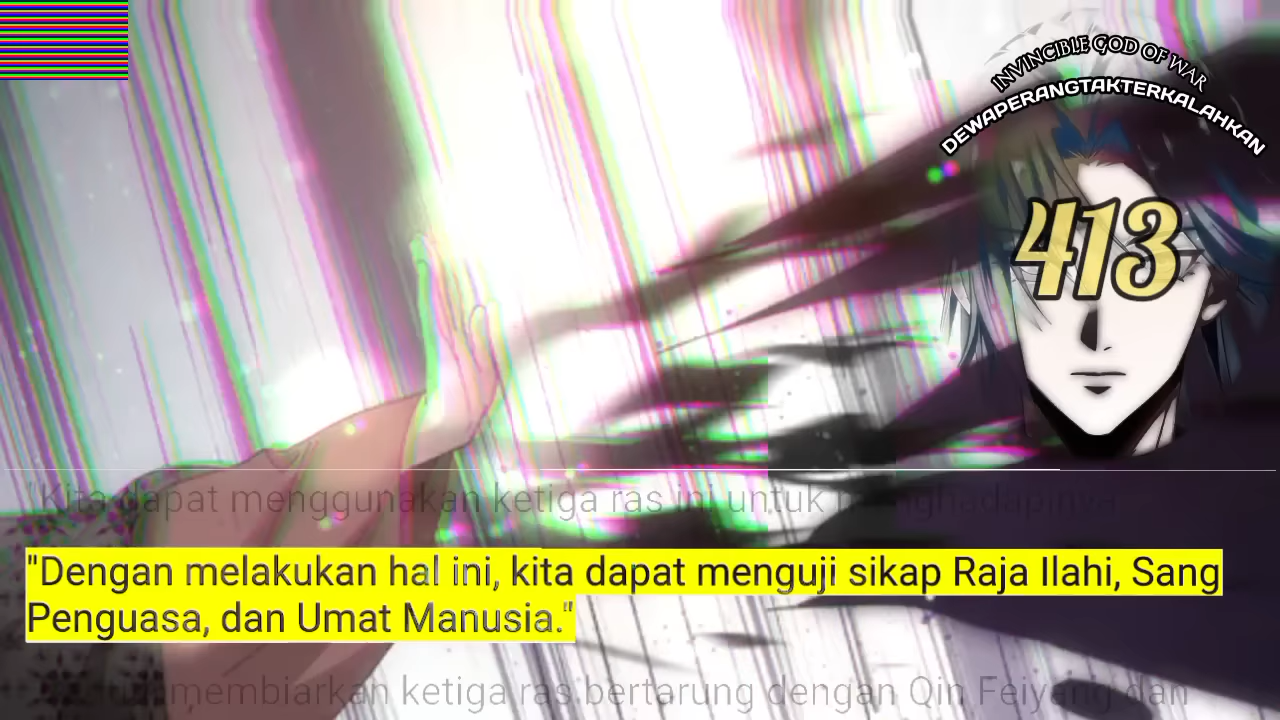 INVINCIBLE GOD OF WAR
DEWAPERANGTAKTERKALAHKAN
413
"Kita dapat menggunakan ketiga ras ini untuk menghadapinya
"Dengan melakukan hal ini, kita dapat menguji sikap Raja Ilahi, Sang
Penguasa, dan Umat Manusia."
membiarkan ketiga ras bertarung dengan Qin Feiyang dan